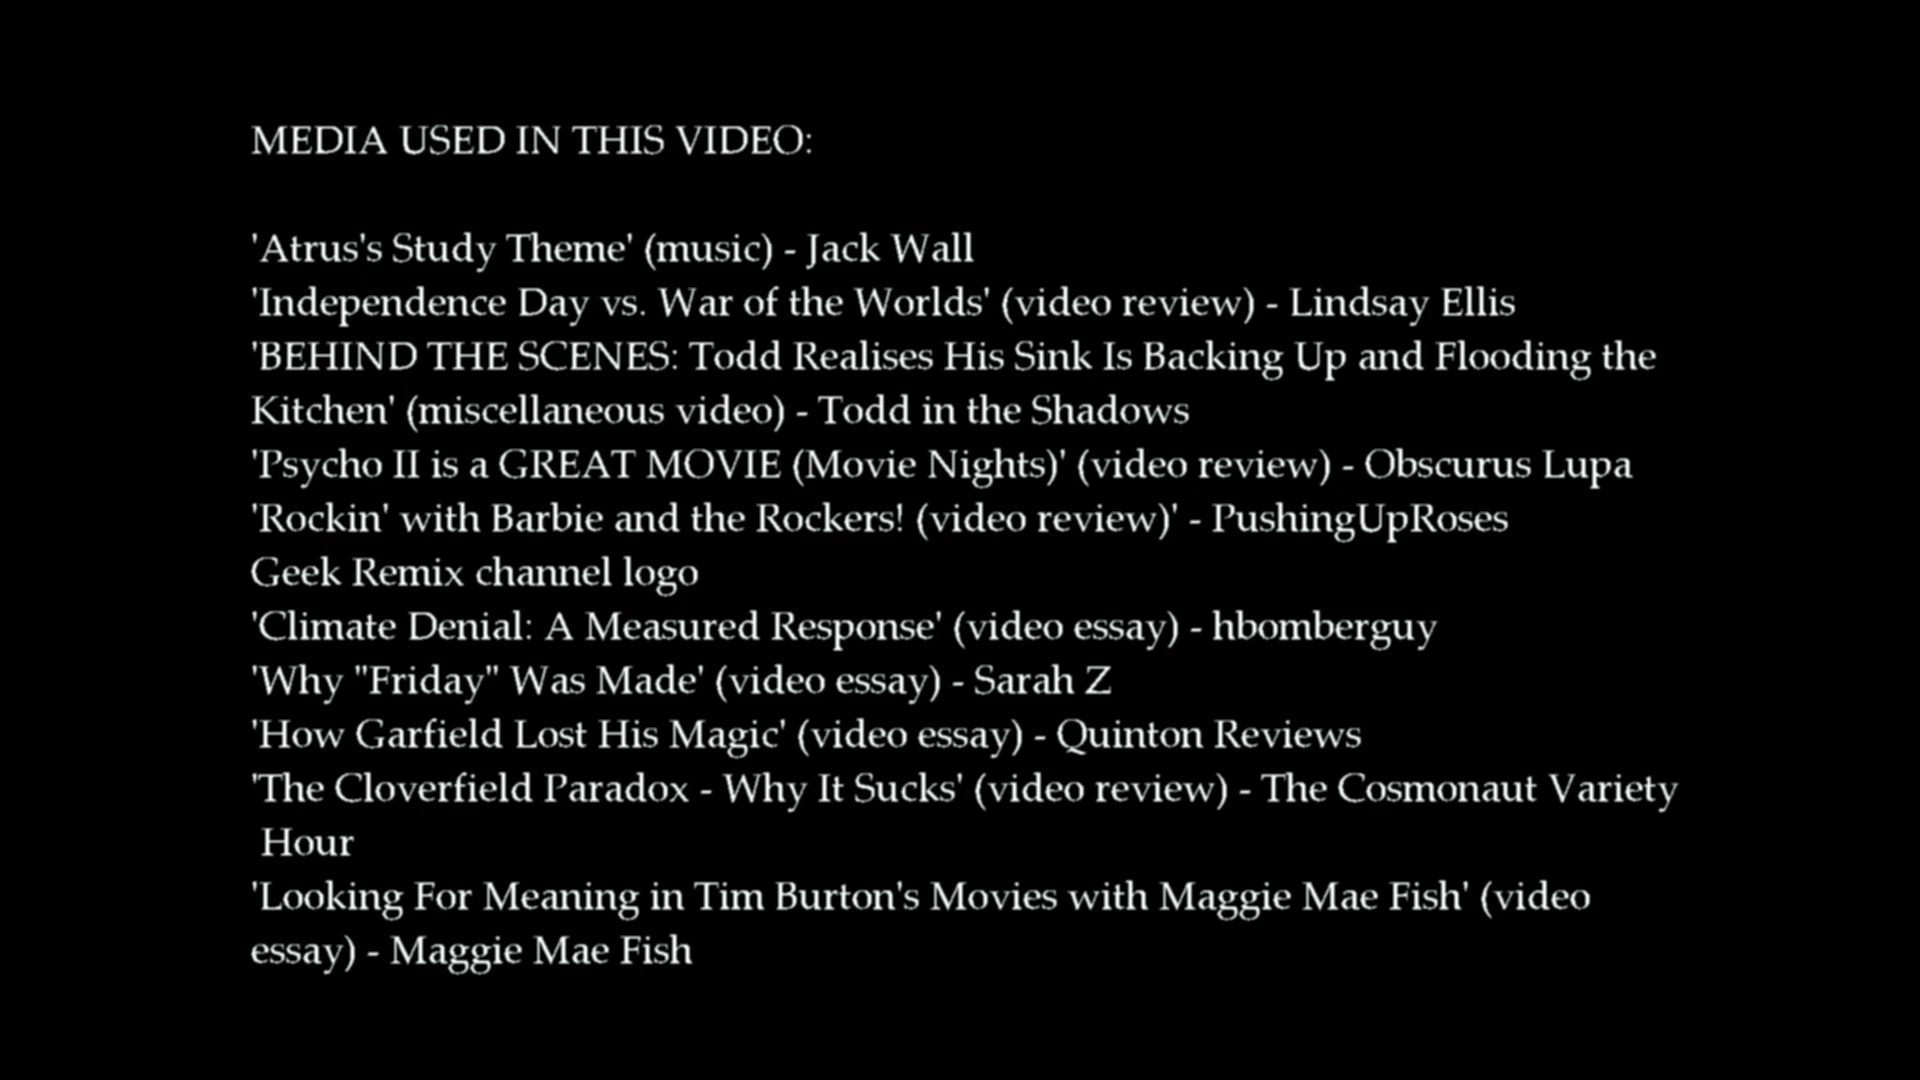 MEDIA USED IN THIS VIDEO:
'Atrus's Study Theme' (music) - Jack Wall
'Independence Day vs. War of the Worlds' (video review) - Lindsay Ellis
'BEHIND THE SCENES: Todd Realises His Sink Is Backing Up and Flooding the
Kitchen' (miscellaneous video) - Todd in the Shadows
'Psycho II is a GREAT MOVIE (Movie Nights)' (video review) - Obscurus Lupa
'Rockin' with Barbie and the Rockers! (video review)' - PushingUpRoses
Geek Remix channel logo
'Climate Denial: A Measured Response' (video essay) - hbomberguy
'Why "Friday" Was Made' (video essay) - Sarah Z
'How Garfield Lost His Magic' (video essay) - Quinton Reviews
'The Cloverfield Paradox - Why It Sucks' (video review) - The Cosmonaut Variety
Hour
'Looking For Meaning in Tim Burton's Movies with Maggie Mae Fish' (video
essay) - Maggie Mae Fish